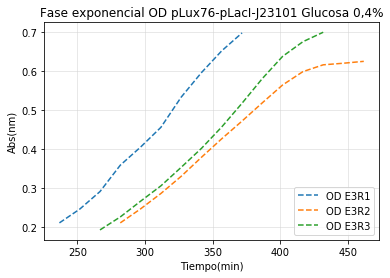 Fase exponencial OD pLux76-pLacI-J23101 Glucosa 0,4%
Abs(nm)
0.7
0.6
0.5
0.4
0.3
0.2
OD E3R1
OD E3R2
OD E3R3
250 300 350 400 450
Tiempo(min)